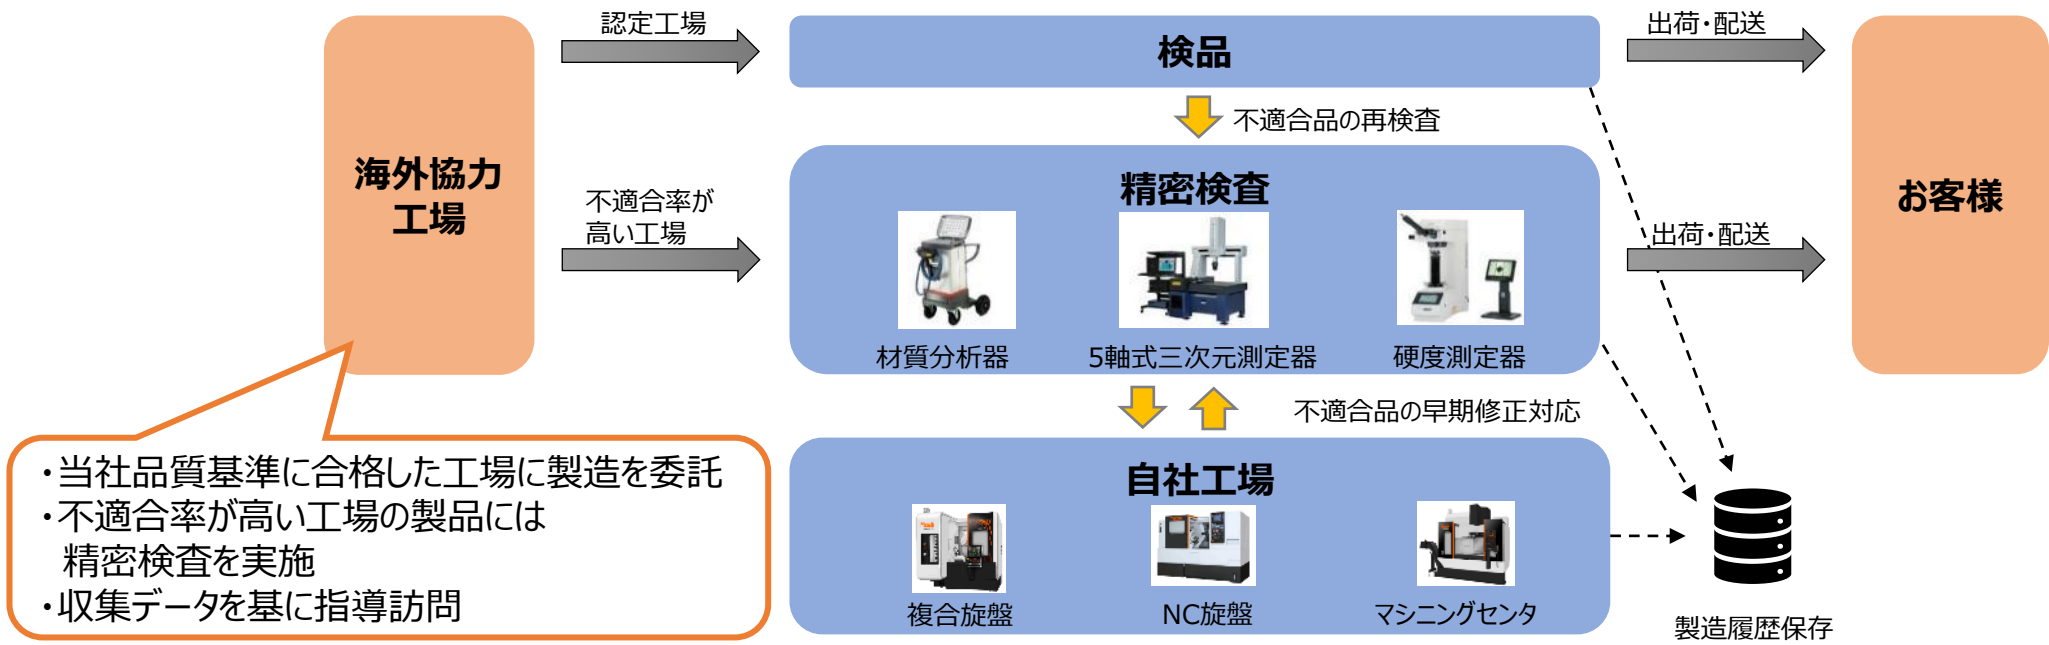 認定工場
検品
出荷・配送
不適合品の再検査
海外協力
工場
不適合率が
高い工場
精密検査
出荷・配送
お客様
材質分析器
5軸式三次元測定器
硬度測定器
不適合品の早期修正対応
・当社品質基準に合格した工場に製造を委託
・不適合率が高い工場の製品には
精密検査を実施
・収集データを基に指導訪問
自社工場
複合旋盤
NC旋盤
マシニングセンタ
製造履歴保存